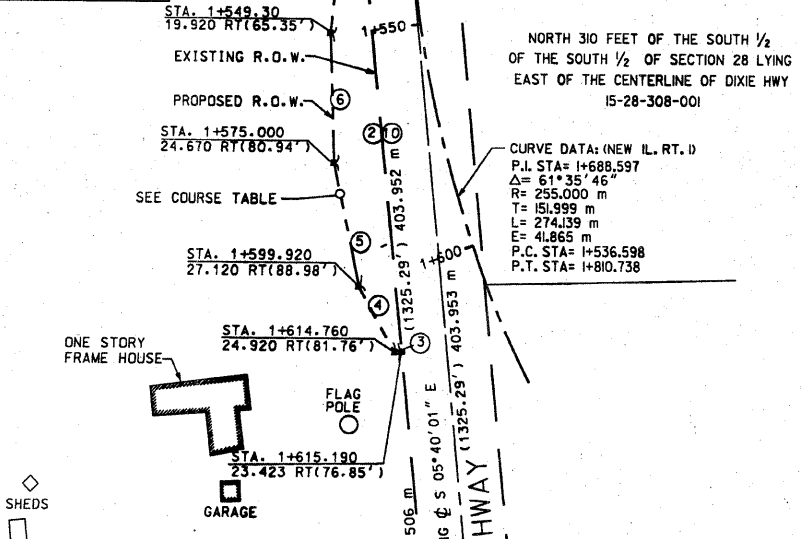 STA. 1+549.30
19.920 RT(65.35')
1+550
EXISTING R.O.W.
PROPOSED R.O.W.
6
STA. 1+575.000
24.670 RT(80.94')
2 10
SEE COURSE TABLE
5
STA. 1+599.920
27.120 RT(88.98')
4
1+600
STA. 1+614.760
24.920 RT(81.76')
3
ONE STORY
FRAME HOUSE
FLAG
POLE
STA. 1+615.190
23.423 RT(76.85')
SHEDS
GARAGE
(1325.29') 403.952 m
(1325.29') 403.953 m
506 m
NG ℄ S 05°40'01" E
HWAY
NORTH 310 FEET OF THE SOUTH ½
OF THE SOUTH ½ OF SECTION 28 LYING
EAST OF THE CENTERLINE OF DIXIE HWY
15-28-308-001
CURVE DATA: (NEW IL. RT. 1)
P.I. STA= 1+688.597
Δ= 61°35'46"
R= 255.000 m
T= 151.999 m
L= 274.139 m
E= 41.865 m
P.C. STA= 1+536.598
P.T. STA= 1+810.738